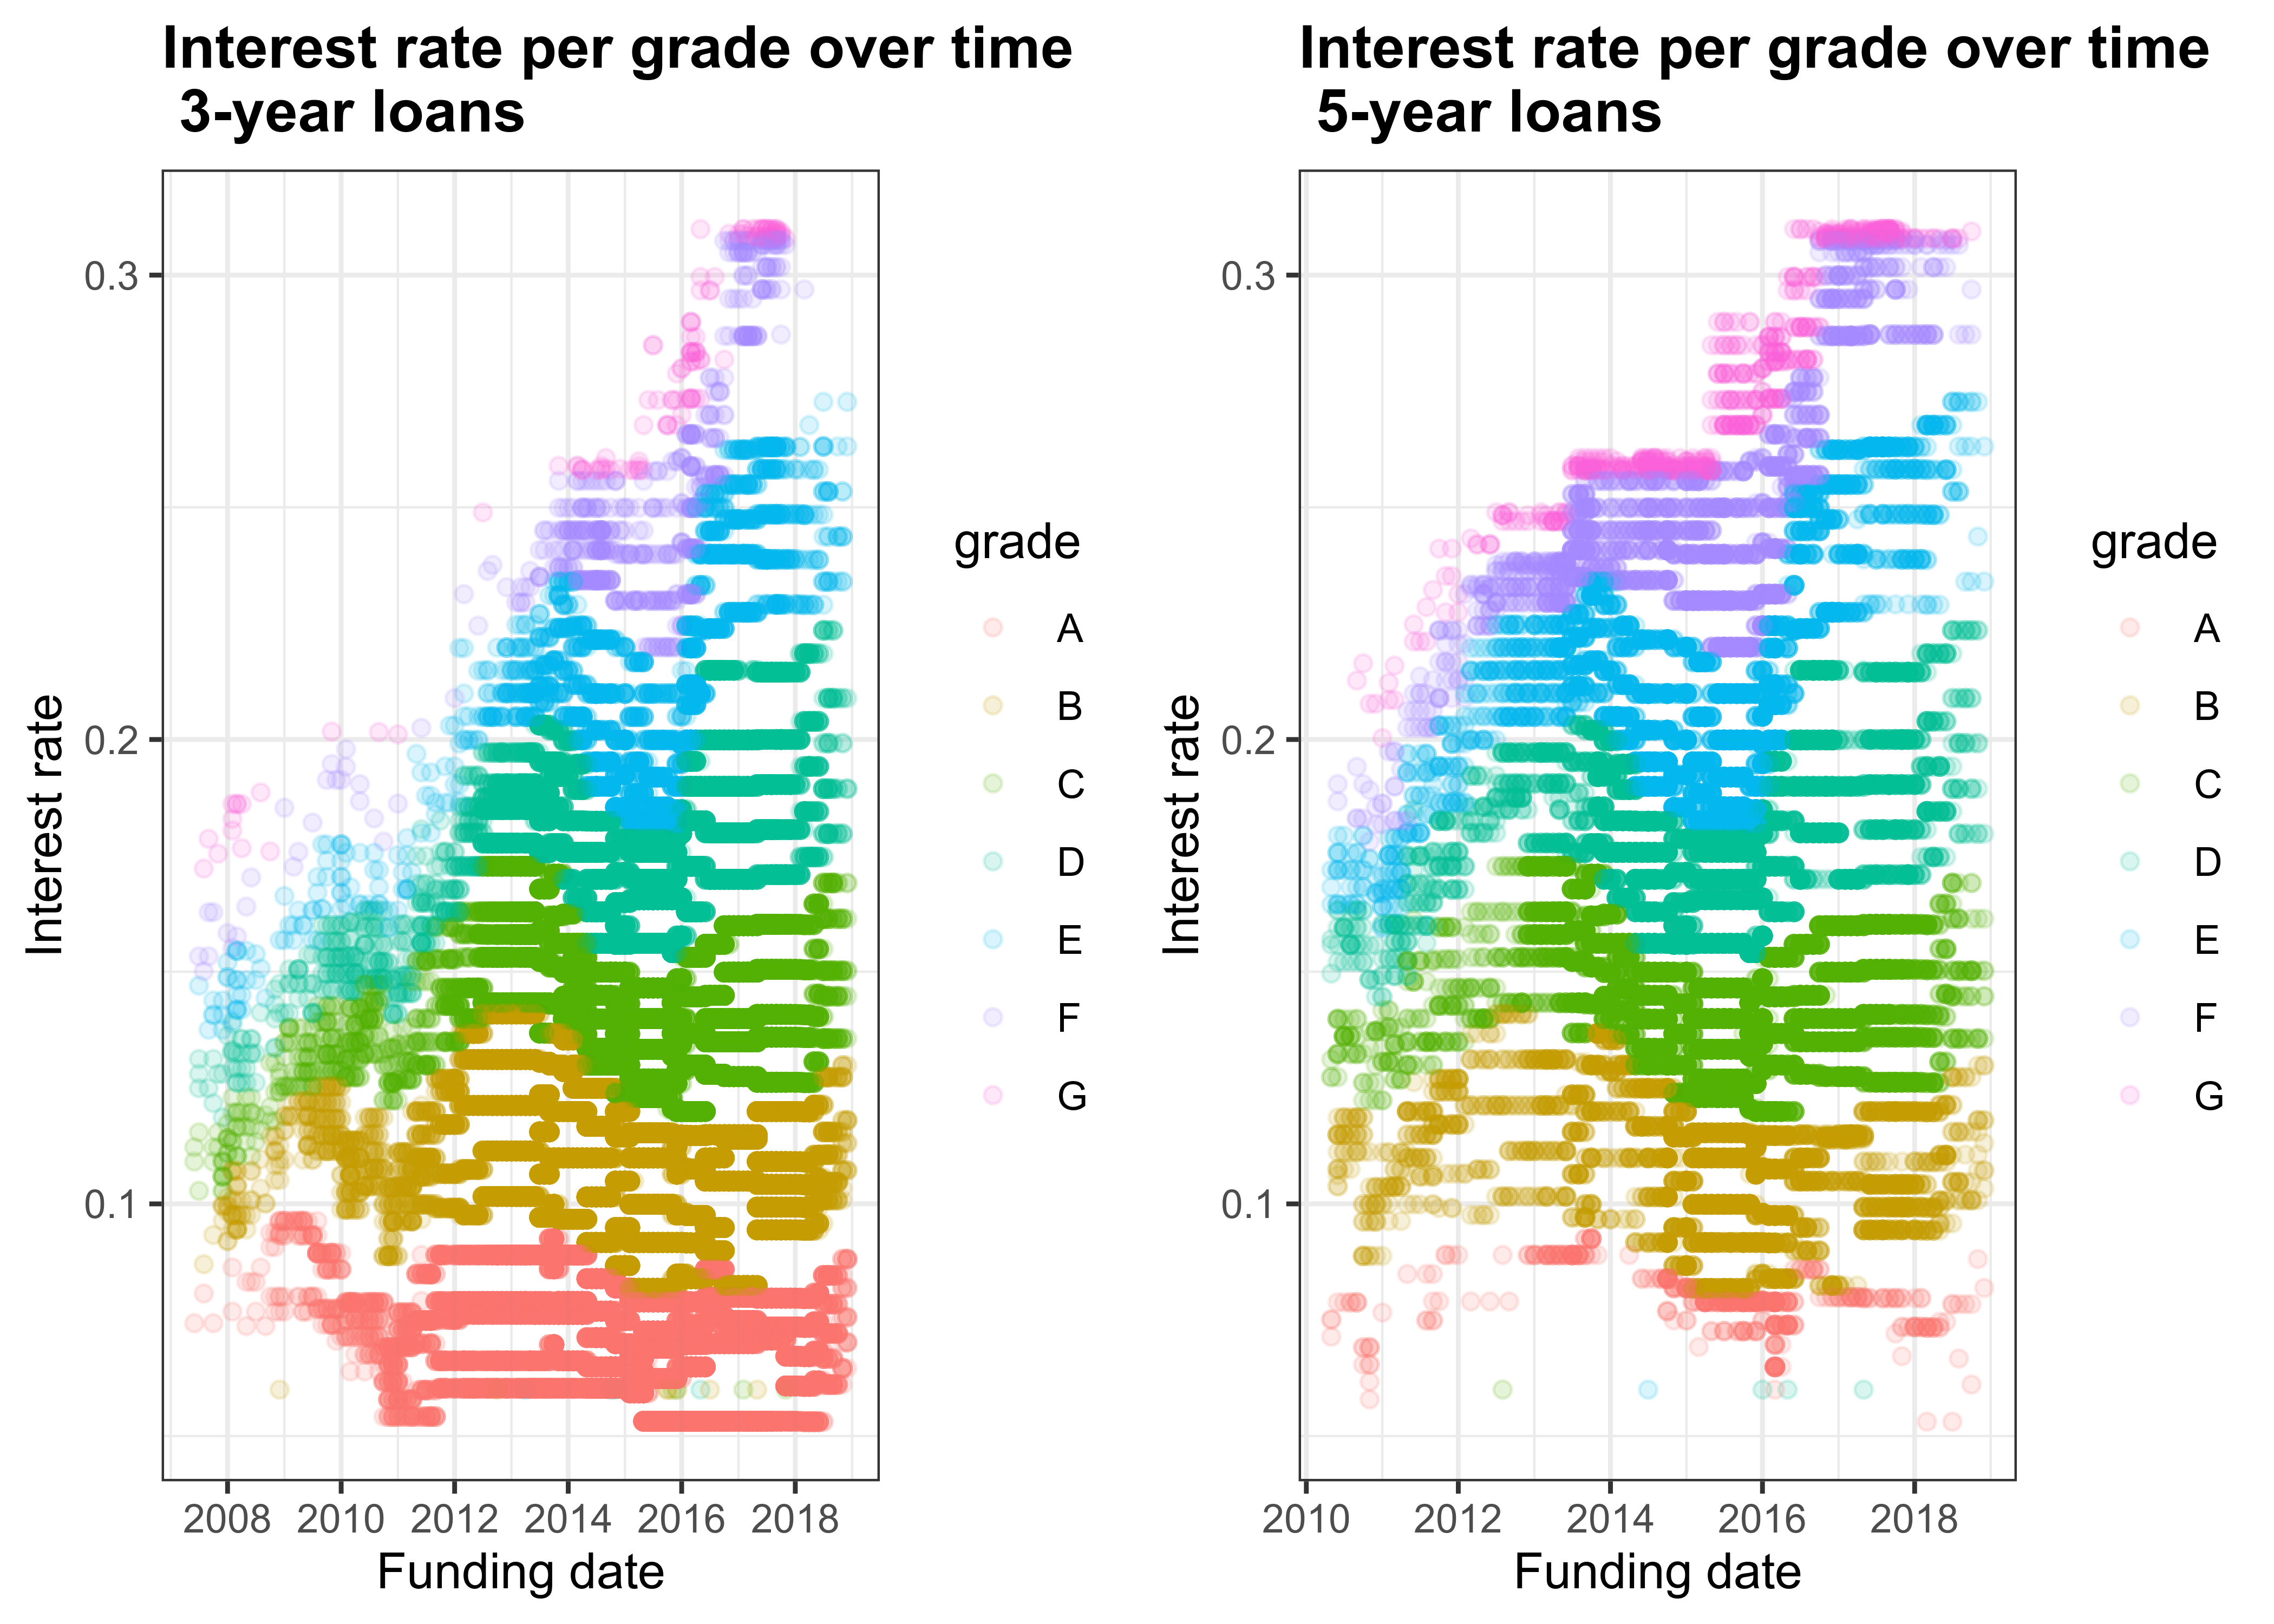 Interest rate per grade over time
3-year loans
Interest rate
0.3
0.2
0.1
2008 2010 2012 2014 2016 2018
Funding date
grade
A
B
C
D
E
F
G
Interest rate per grade over time
5-year loans
Interest rate
0.3
0.2
0.1
2010 2012 2014 2016 2018
Funding date
grade
A
B
C
D
E
F
G